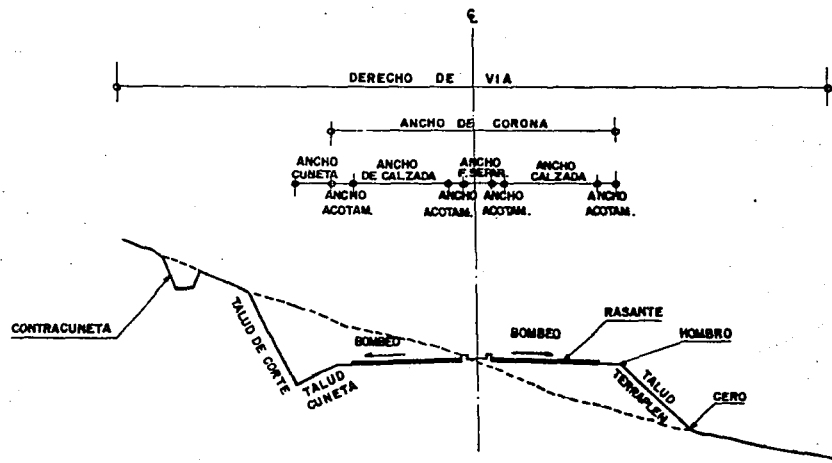 ℄
DERECHO DE VIA
ANCHO DE CORONA
ANCHO
CUNETA
ANCHO
DE CALZADA
ANCHO
F. SEPAR.
ANCHO
CALZADA
ANCHO
ACOTAM.
ANCHO
ACOTAM.
ANCHO
ACOTAM.
ANCHO
ACOTAM.
CONTRACUNETA
TALUD DE CORTE
TALUD
CUNETA
BOMBEO
BOMBEO
RASANTE
HOMBRO
TALUD
TERRAPLEN.
CERO